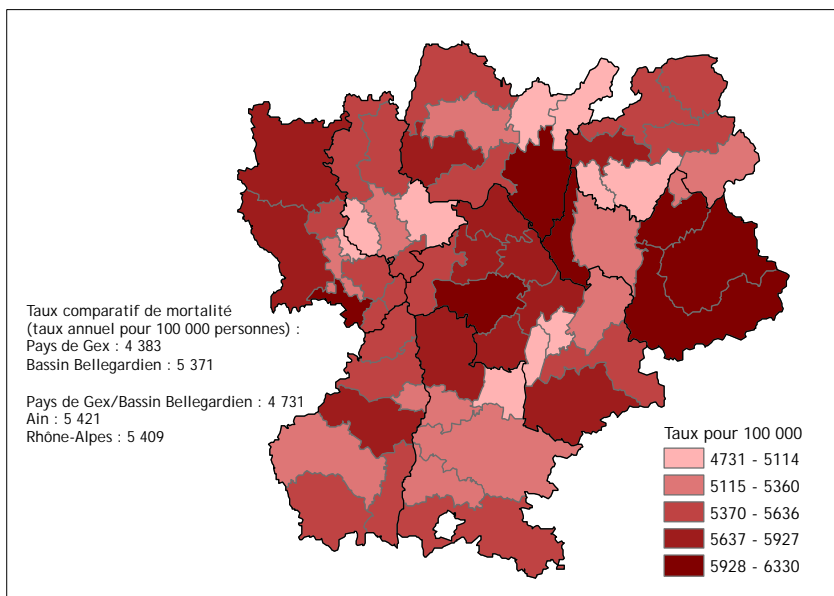 Taux comparatif de mortalité
(taux annuel pour 100 000 personnes) :
Pays de Gex : 4 383
Bassin Bellegardien : 5 371
Pays de Gex/Bassin Bellegardien : 4 731
Ain : 5 421
Rhône-Alpes : 5 409
Taux pour 100 000
4731 - 5114
5115 - 5360
5370 - 5636
5637 - 5927
5928 - 6330